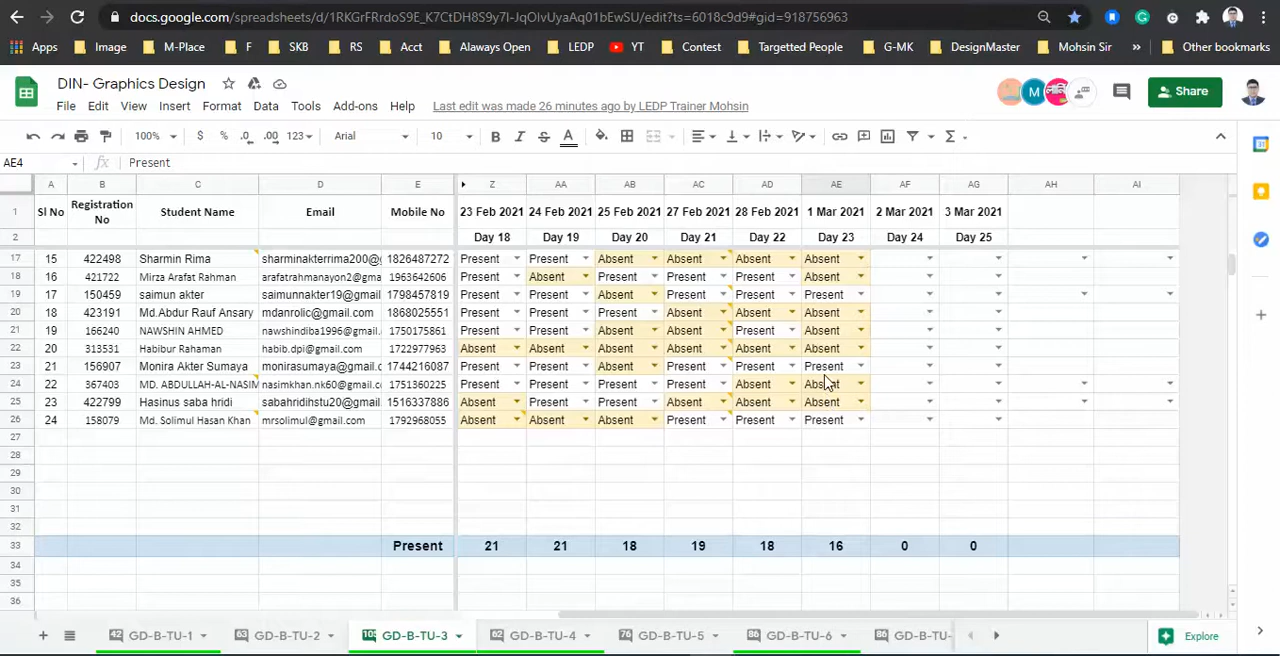 docs.google.com/spreadsheets/d/1RKGrFRrdoS9E_K7CtDH8S9y7I-JqOIvUyaAq01bEwSU/edit?ts=6018c9d9#gid=918756963
Apps Image M-Place F SKB RS Acct Alaways Open LEDP YT Contest Targetted People G-MK DesignMaster Mohsin Sir » Other bookmarks
DIN- Graphics Design
File Edit View Insert Format Data Tools Add-ons Help Last edit was made 26 minutes ago by LEDP Trainer Mohsin
M Share
100% $ % .0 .00 123 Arial 10 B I S A
AE4 fx Present
A B C D E Z AA AB AC AD AE AF AG AH AI
1 Sl No Registration No Student Name Email Mobile No 23 Feb 2021 24 Feb 2021 25 Feb 2021 27 Feb 2021 28 Feb 2021 1 Mar 2021 2 Mar 2021 3 Mar 2021
2 Day 18 Day 19 Day 20 Day 21 Day 22 Day 23 Day 24 Day 25
17 15 422498 Sharmin Rima sharminakterrima200@g 1826487272 Present Present Absent Absent Absent Absent
18 16 421722 Mirza Arafat Rahman arafatrahmanayon2@gma 1963642606 Present Absent Present Present Present Absent
19 17 150459 saimun akter saimunnakter19@gmail 1798457819 Present Present Absent Present Present Present
20 18 423191 Md.Abdur Rauf Ansary mdanrolic@gmail.com 1868025551 Present Present Present Absent Absent Absent
21 19 166240 NAWSHIN AHMED nawshindiba1996@gmail 1750175861 Present Present Absent Absent Present Absent
22 20 313531 Habibur Rahaman habib.dpi@gmail.com 1722977963 Absent Absent Absent Absent Absent Absent
23 21 156907 Monira Akter Sumaya monirasumaya@gmail.c 1744216087 Present Present Absent Present Present Present
24 22 367403 MD. ABDULLAH-AL-NASIM nasimkhan.nk60@gmail 1751360225 Present Present Present Present Absent Absent
25 23 422799 Hasinus saba hridi sabahridihstu20@gmail 1516337886 Absent Present Present Absent Absent Absent
26 24 158079 Md. Solimul Hasan Khan mrsolimul@gmail.com 1792968055 Absent Absent Absent Present Present Present
27
28
29
30
31
32
33 Present 21 21 18 19 18 16 0 0
34
35
36
+ 42 GD-B-TU-1 63 GD-B-TU-2 105 GD-B-TU-3 62 GD-B-TU-4 76 GD-B-TU-5 86 GD-B-TU-6 86 GD-B-TU- Explore